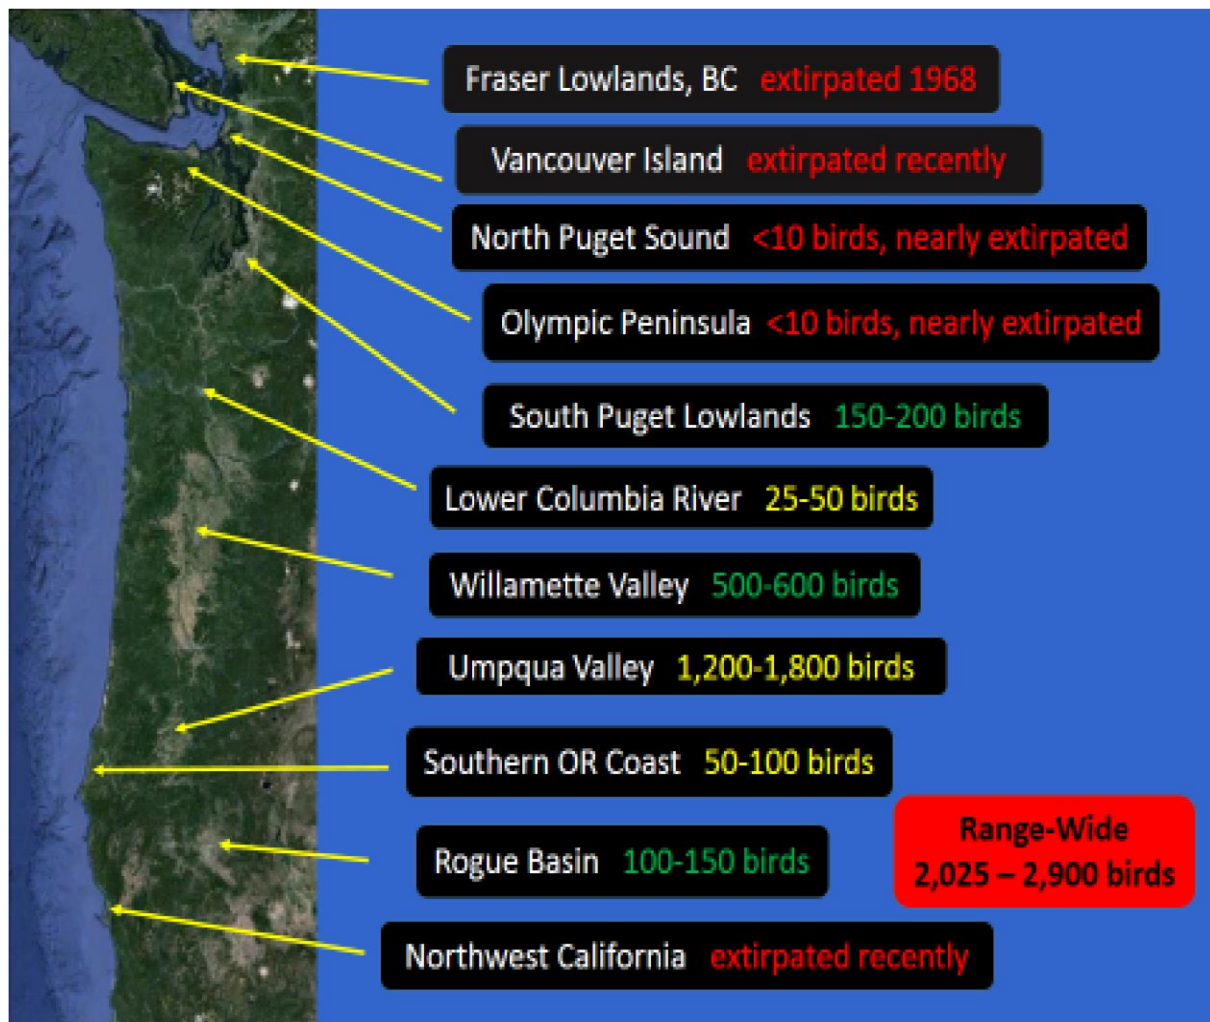 Fraser Lowlands, BC extirpated 1968
Vancouver Island extirpated recently
North Puget Sound <10 birds, nearly extirpated
Olympic Peninsula <10 birds, nearly extirpated
South Puget Lowlands 150-200 birds
Lower Columbia River 25-50 birds
Willamette Valley 500-600 birds
Umpqua Valley 1,200-1,800 birds
Southern OR Coast 50-100 birds
Rogue Basin 100-150 birds
Range-Wide
2,025 – 2,900 birds
Northwest California extirpated recently